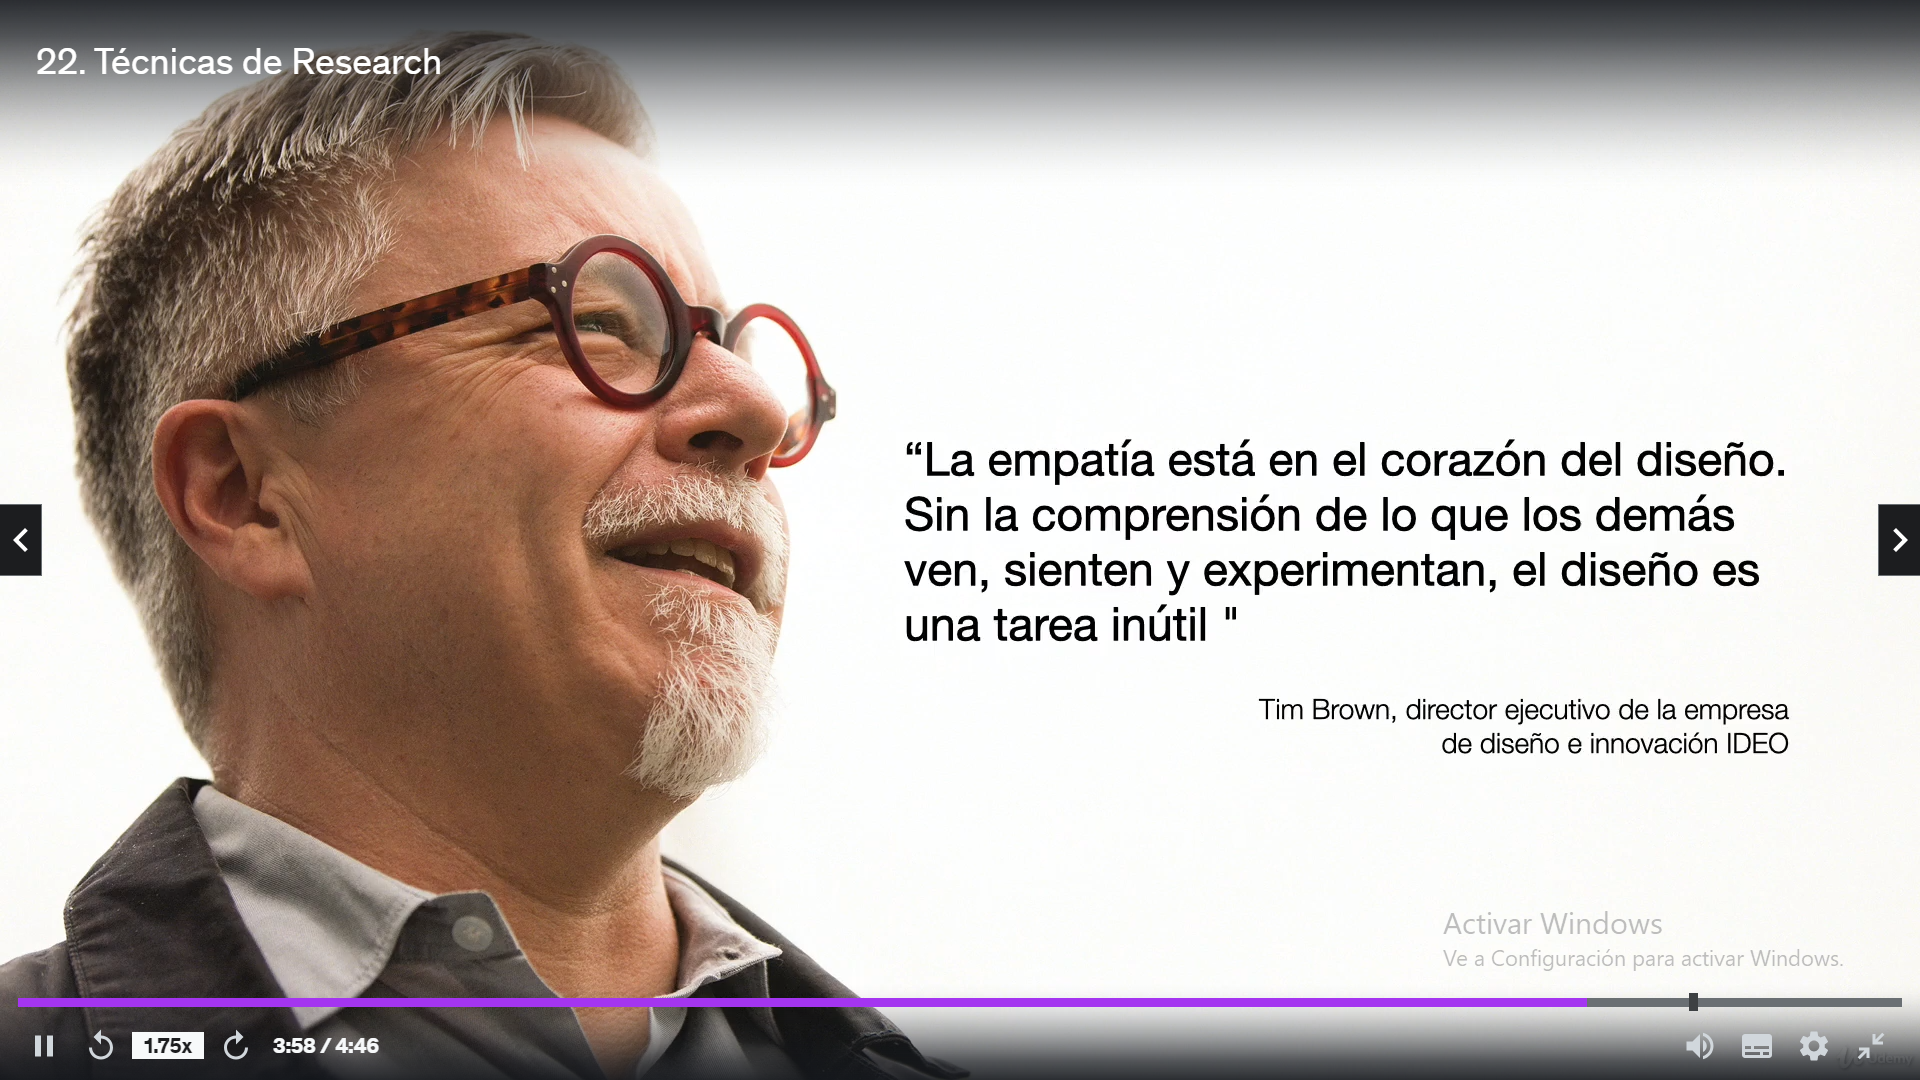 22. Técnicas de Research
“La empatía está en el corazón del diseño.
Sin la comprensión de lo que los demás
ven, sienten y experimentan, el diseño es
una tarea inútil "
Tim Brown, director ejecutivo de la empresa
de diseño e innovación IDEO
Activar Windows
Ve a Configuración para activar Windows.
1.75x
3:58 / 4:46
Udemy